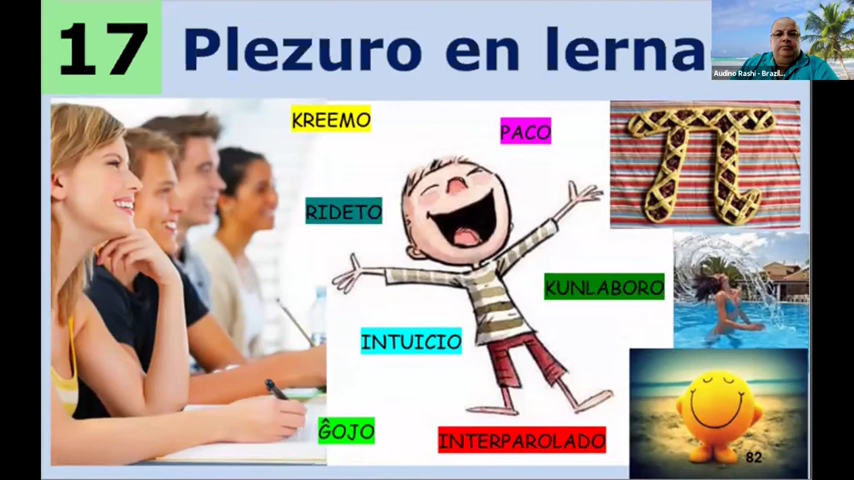 17 Plezuro en lerna
Audino Rashi - Brazil...
KREEMO
PACO
RIDETO
KUNLABORO
INTUICIO
ĜOJO
INTERPAROLADO
82